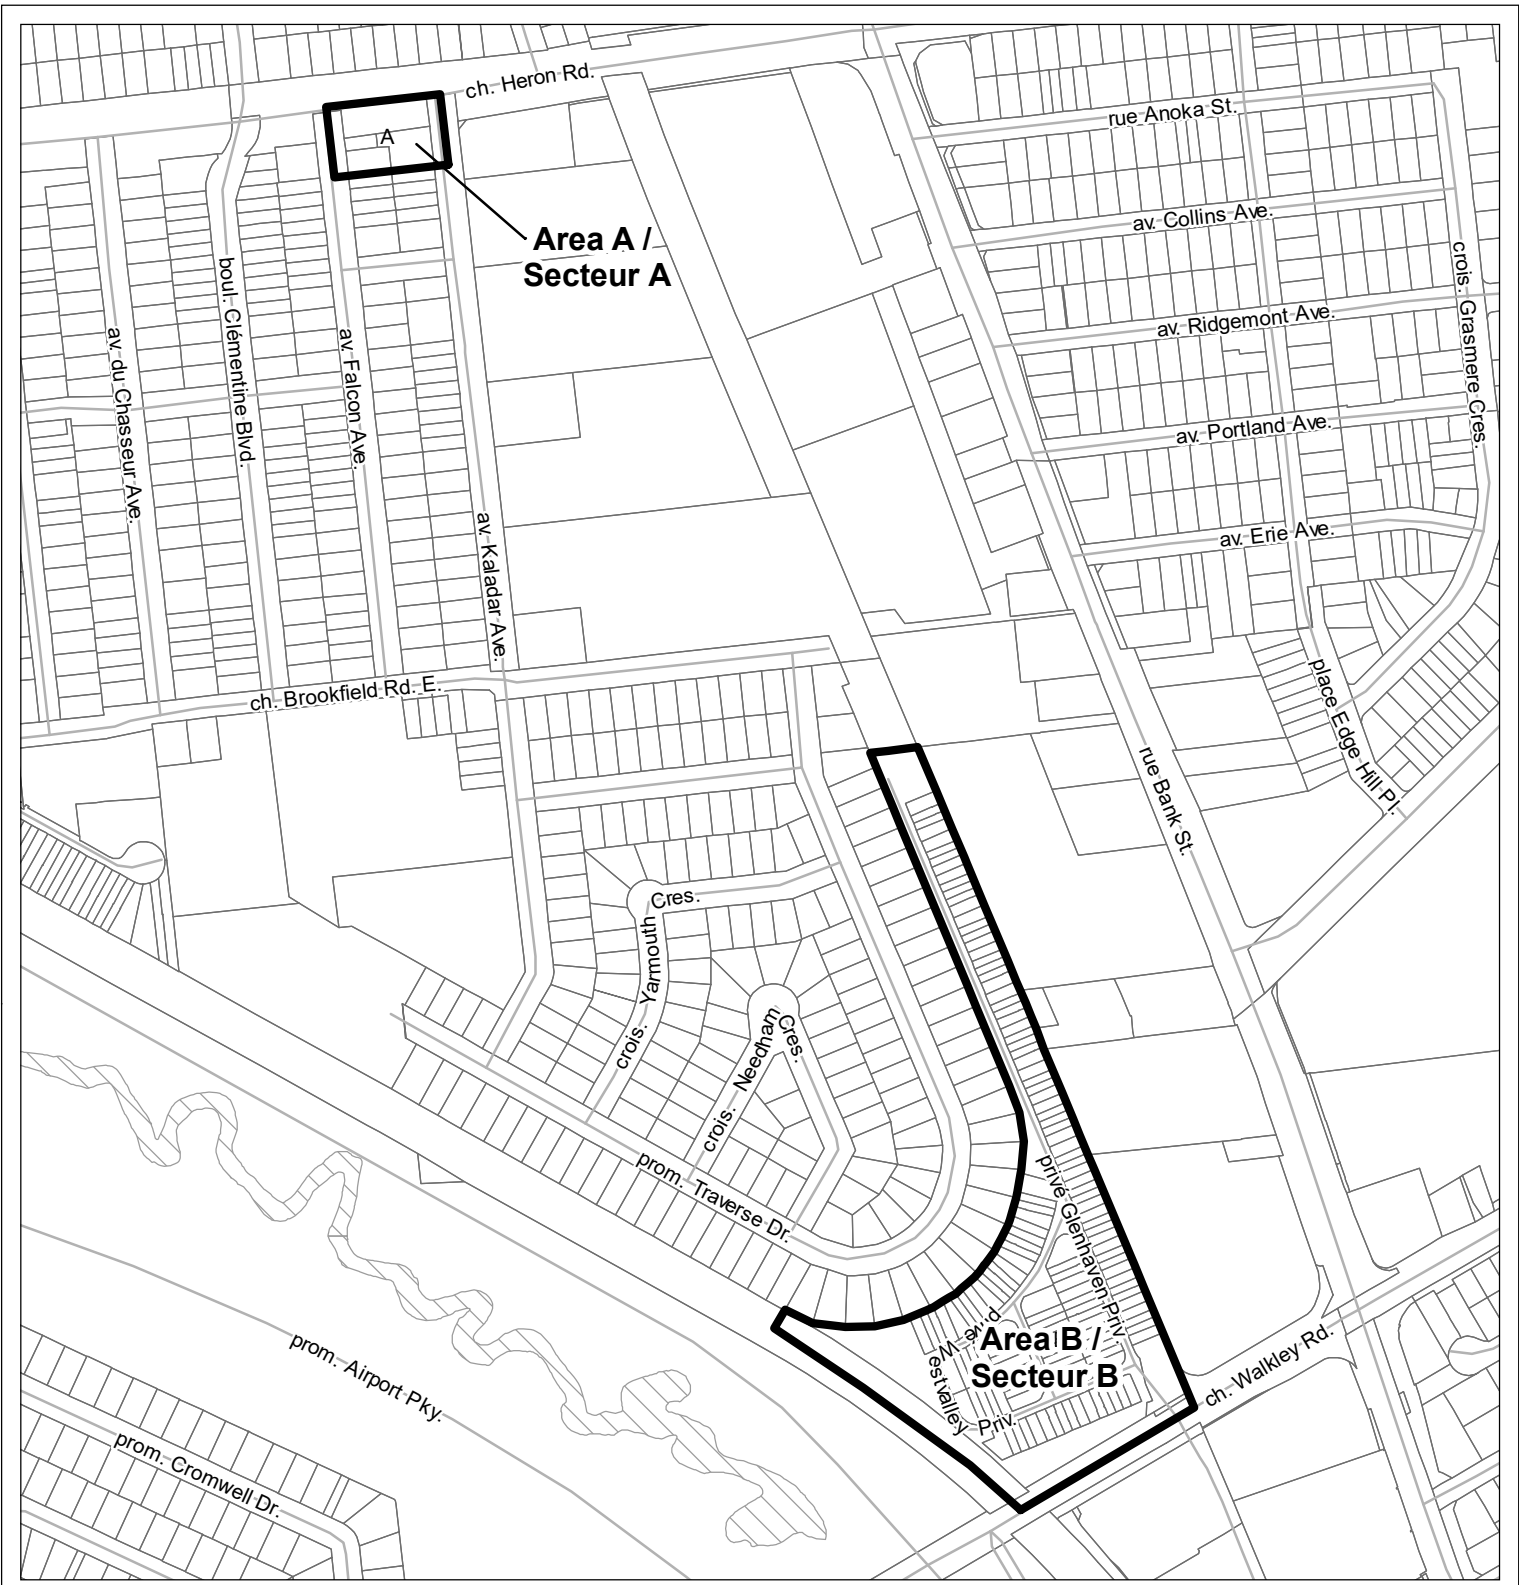 ch. Heron Rd.
rue Anoka St.
A
av. Collins Ave.
Area A /
Secteur A
crois. Grasmere Cres.
boul. Clémentine Blvd.
av. Ridgemont Ave.
av. du Chasseur Ave.
av. Falcon Ave.
av. Portland Ave.
av. Kaladar Ave.
av. Erie Ave.
place Edge Hill Pl.
ch. Brookfield Rd. E.
rue Bank St.
crois. Yarmouth Cres.
crois. Needham Cres.
prom. Traverse Dr.
privé Glenhaven Priv.
privé Westvalley Priv.
Area B /
Secteur B
ch. Walkley Rd.
prom. Airport Pky.
prom. Cromwell Dr.